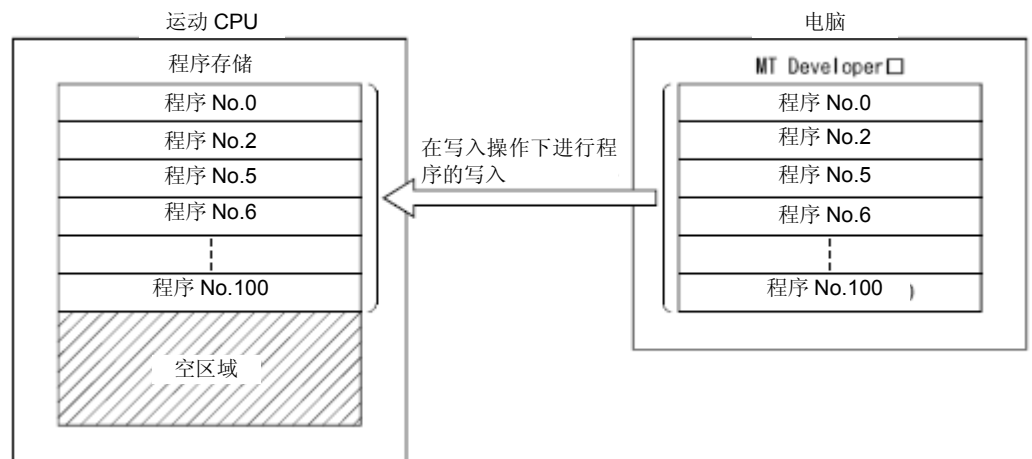 运动 CPU
程序存储
程序 No.0
程序 No.2
程序 No.5
程序 No.6
程序 No.100
空区域
在写入操作下进行程
序的写入
电脑
MT Developer□
程序 No.0
程序 No.2
程序 No.5
程序 No.6
程序 No.100 )